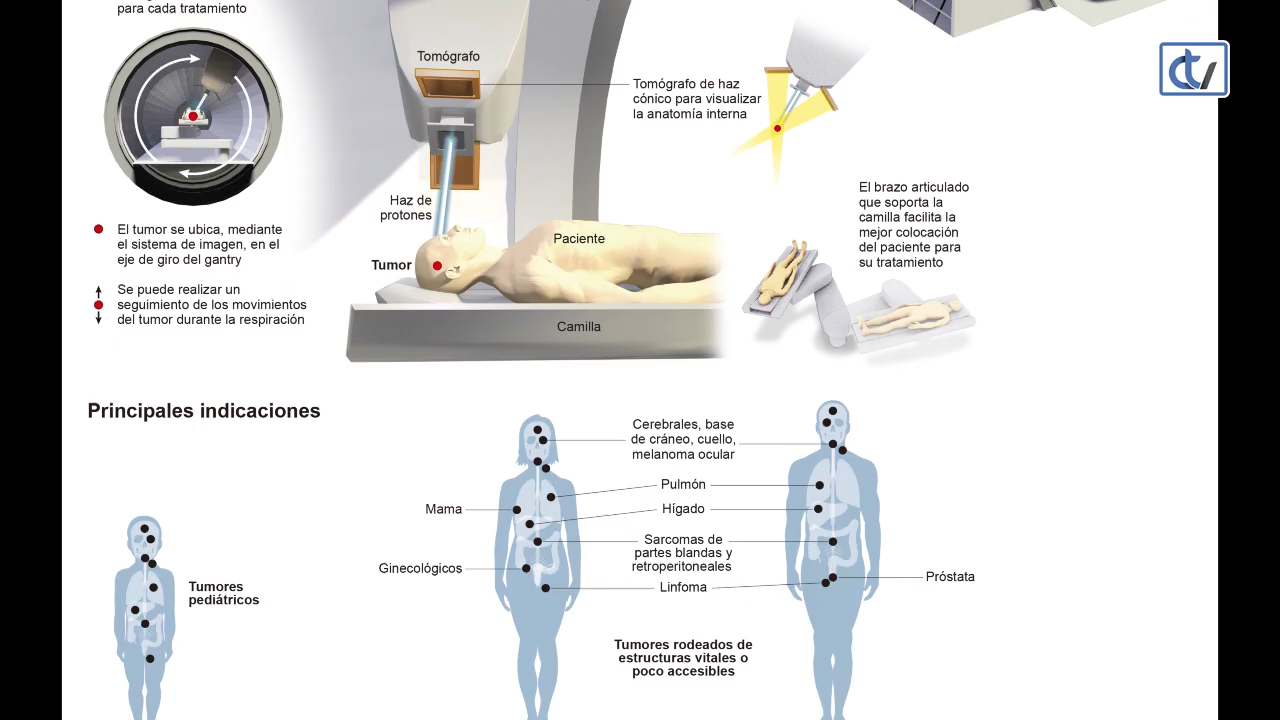 para cada tratamiento
El tumor se ubica, mediante
el sistema de imagen, en el
eje de giro del gantry
Se puede realizar un
seguimiento de los movimientos
del tumor durante la respiración
Tomógrafo
Haz de
protones
Tumor
Paciente
Camilla
Tomógrafo de haz
cónico para visualizar
la anatomía interna
El brazo articulado
que soporta la
camilla facilita la
mejor colocación
del paciente para
su tratamiento
Principales indicaciones
Tumores
pediátricos
Mama
Ginecológicos
Cerebrales, base
de cráneo, cuello,
melanoma ocular
Pulmón
Hígado
Sarcomas de
partes blandas y
retroperitoneales
Linfoma
Próstata
Tumores rodeados de
estructuras vitales o
poco accesibles